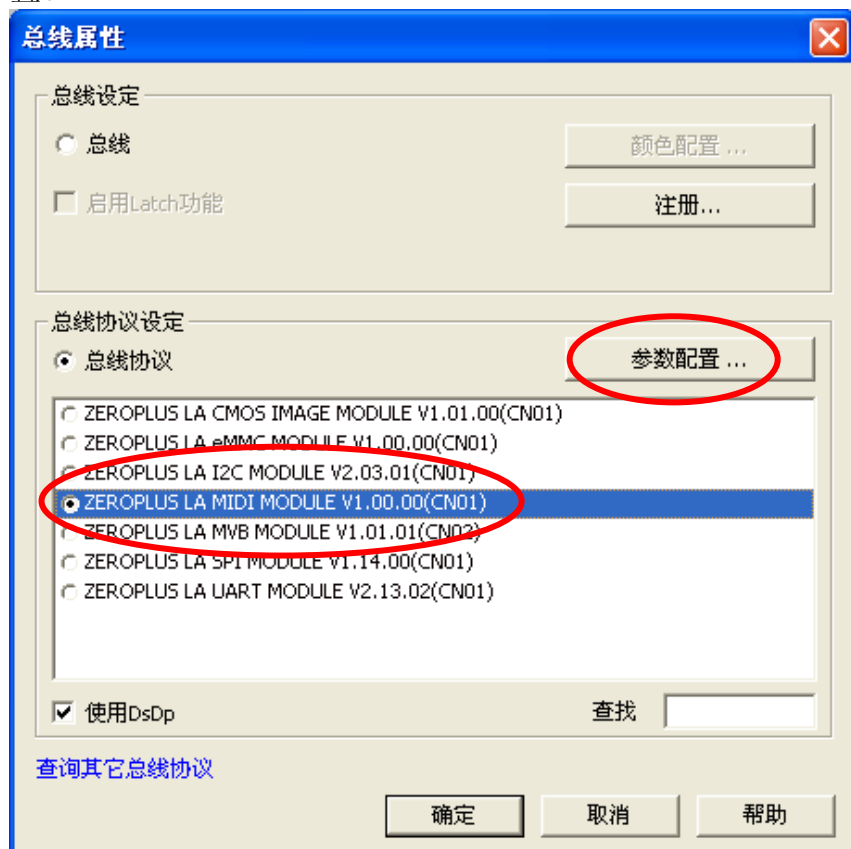 总线属性
总线设定
总线
颜色配置 ...
启用Latch功能
注册...
总线协议设定
总线协议
参数配置 ...
ZEROPLUS LA CMOS IMAGE MODULE V1.01.00(CN01)
ZEROPLUS LA eMMC MODULE V1.00.00(CN01)
ZEROPLUS LA I2C MODULE V2.03.01(CN01)
ZEROPLUS LA MIDI MODULE V1.00.00(CN01)
ZEROPLUS LA MVB MODULE V1.01.01(CN02)
ZEROPLUS LA SPI MODULE V1.14.00(CN01)
ZEROPLUS LA UART MODULE V2.13.02(CN01)
使用DsDp
查找
查询其它总线协议
确定
取消
帮助